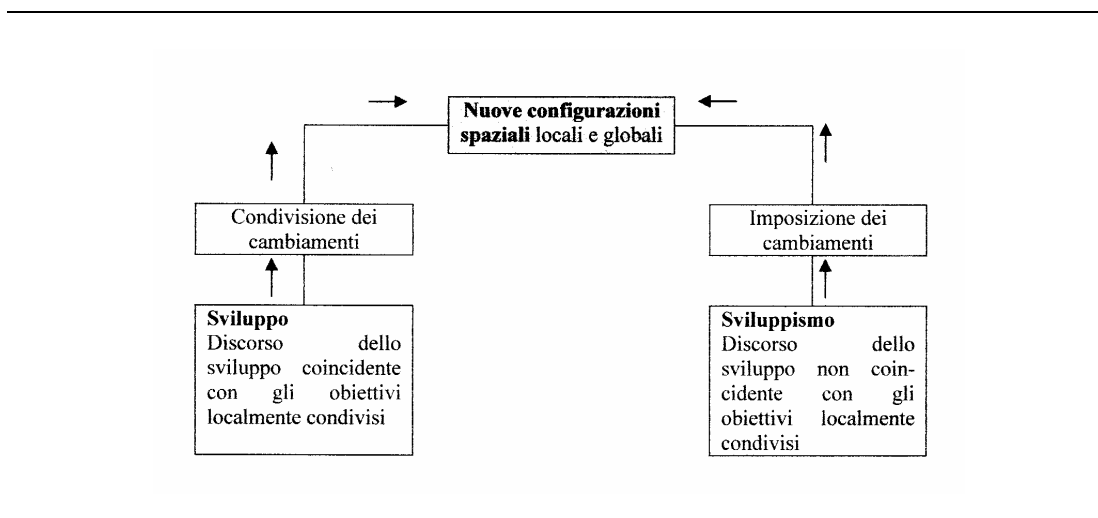 Nuove configurazioni
spaziali locali e globali
Condivisione dei
cambiamenti
Imposizione dei
cambiamenti
Sviluppo
Discorso dello
sviluppo coincidente
con gli obiettivi
localmente condivisi
Sviluppismo
Discorso dello
sviluppo non coin-
cidente con gli
obiettivi localmente
condivisi